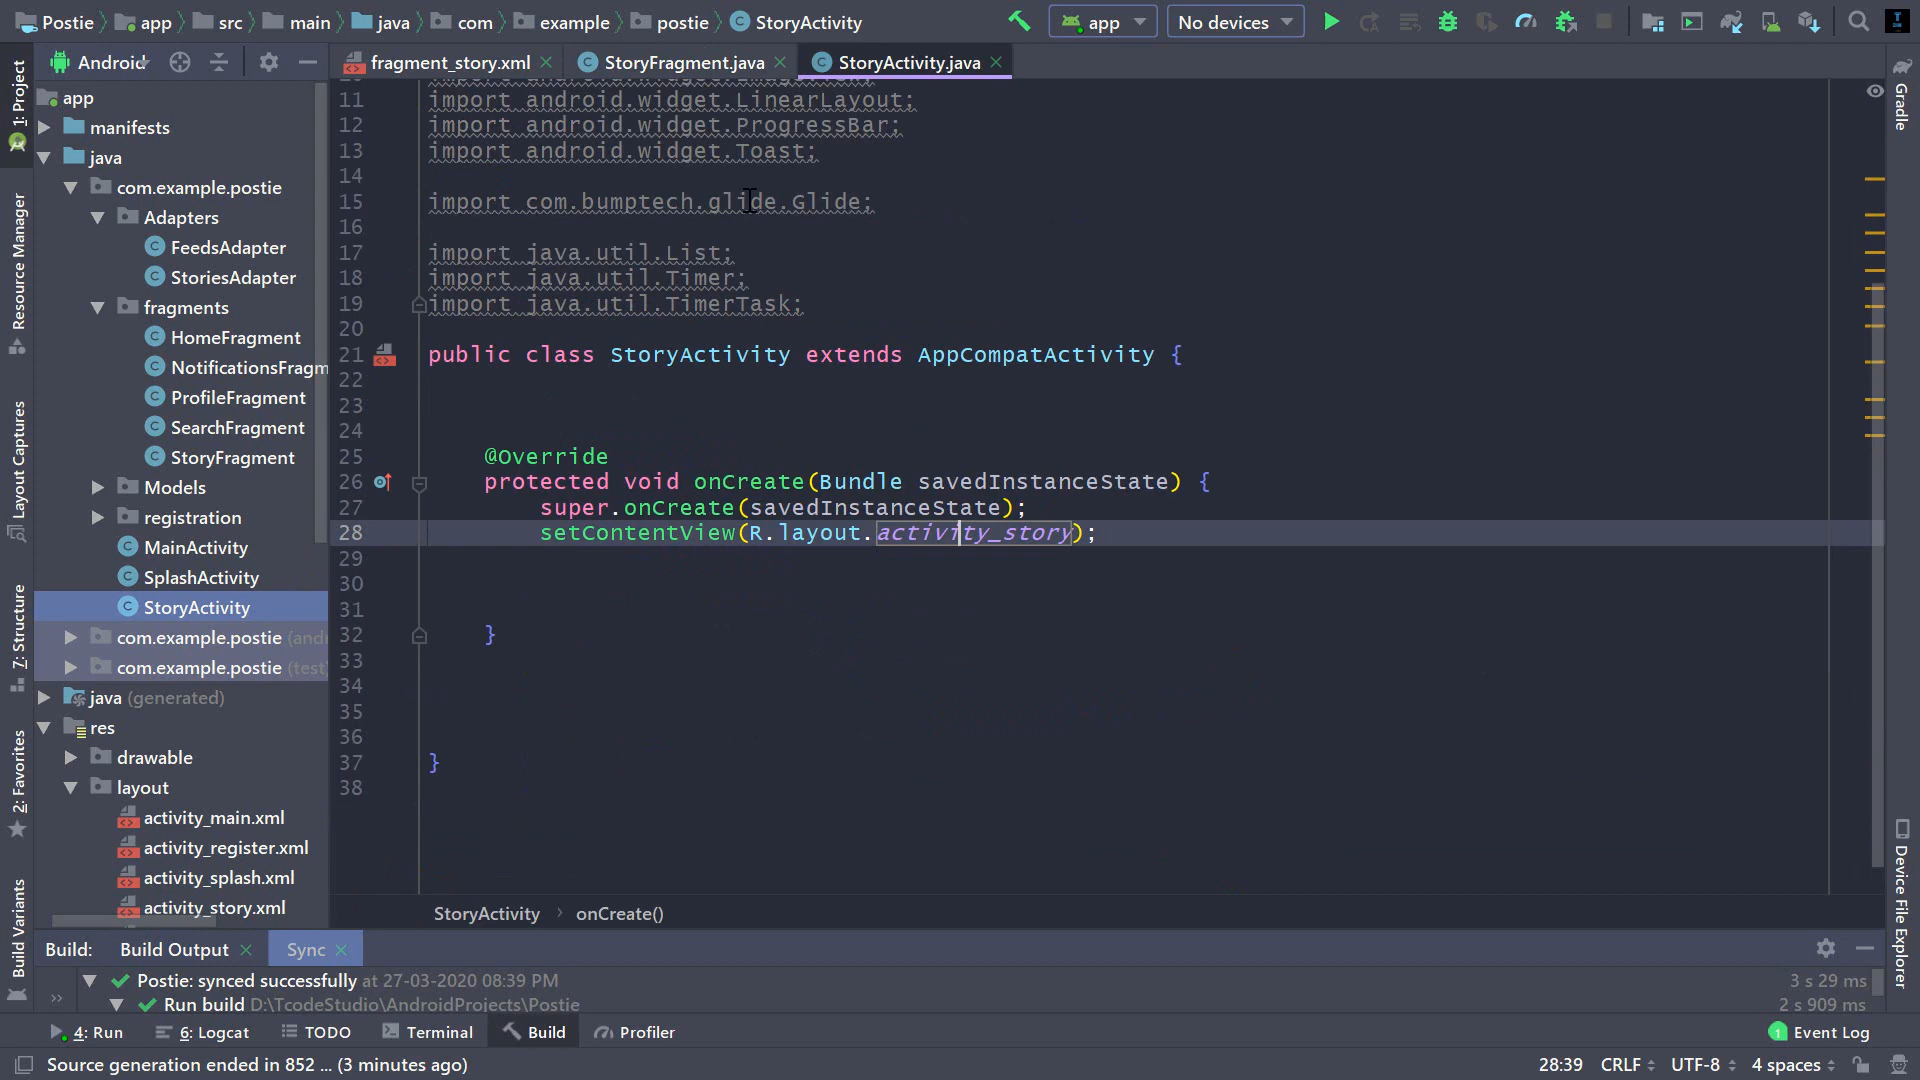 Postie app src main java com example postie StoryActivity app No devices
Android fragment_story.xml StoryFragment.java StoryActivity.java
1: Project
Resource Manager
Layout Captures
7: Structure
2: Favorites
Build Variants
app
manifests
java
com.example.postie
Adapters
FeedsAdapter
StoriesAdapter
fragments
HomeFragment
NotificationsFragm
ProfileFragment
SearchFragment
StoryFragment
Models
registration
MainActivity
SplashActivity
StoryActivity
com.example.postie (and
com.example.postie (test)
java (generated)
res
drawable
layout
activity_main.xml
activity_register.xml
activity_splash.xml
activity_story.xml
11 import android.widget.LinearLayout;
12 import android.widget.ProgressBar;
13 import android.widget.Toast;
14
15 import com.bumptech.glide.Glide;
16
17 import java.util.List;
18 import java.util.Timer;
19 import java.util.TimerTask;
20
21 public class StoryActivity extends AppCompatActivity {
22
23
24
25 @Override
26 protected void onCreate(Bundle savedInstanceState) {
27 super.onCreate(savedInstanceState);
28 setContentView(R.layout.activity_story);
29
30
31
32 }
33
34
35
36
37 }
38
StoryActivity › onCreate()
Gradle
Device File Explorer
Build: Build Output Sync
Postie: synced successfully at 27-03-2020 08:39 PM 3 s 29 ms
Run build D:\TcodeStudio\AndroidProjects\Postie 2 s 909 ms
4: Run 6: Logcat TODO Terminal Build Profiler 1 Event Log
Source generation ended in 852 ... (3 minutes ago) 28:39 CRLF UTF-8 4 spaces